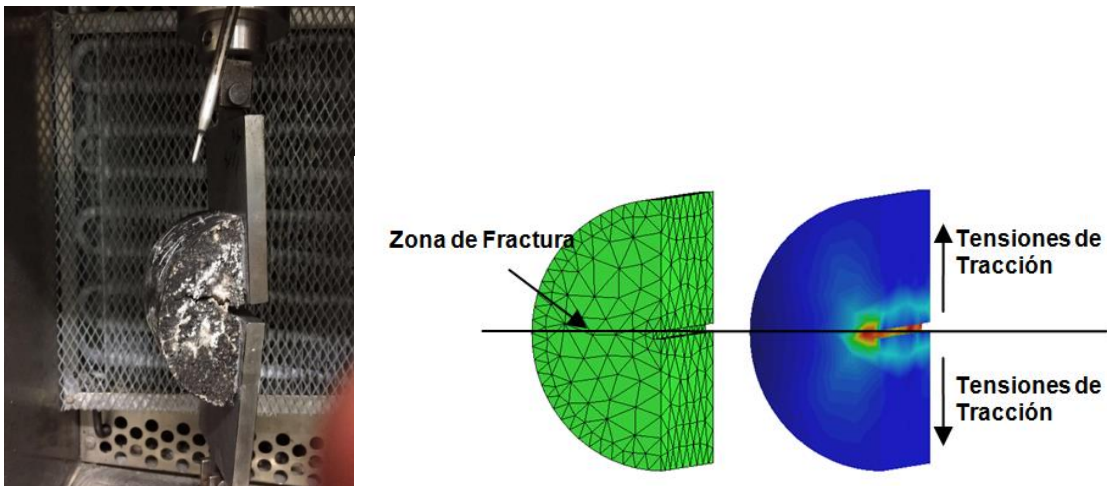 Zona de Fractura
Tensiones de
Tracción
Tensiones de
Tracción